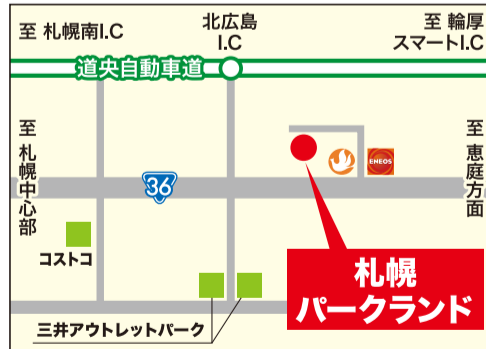 至 札幌南I.C
北広島
I.C
至 輪厚
スマートI.C
道央自動車道
至 札幌中心部
至 恵庭方面
ENEOS
36
コストコ
札幌
パークランド
三井アウトレットパーク